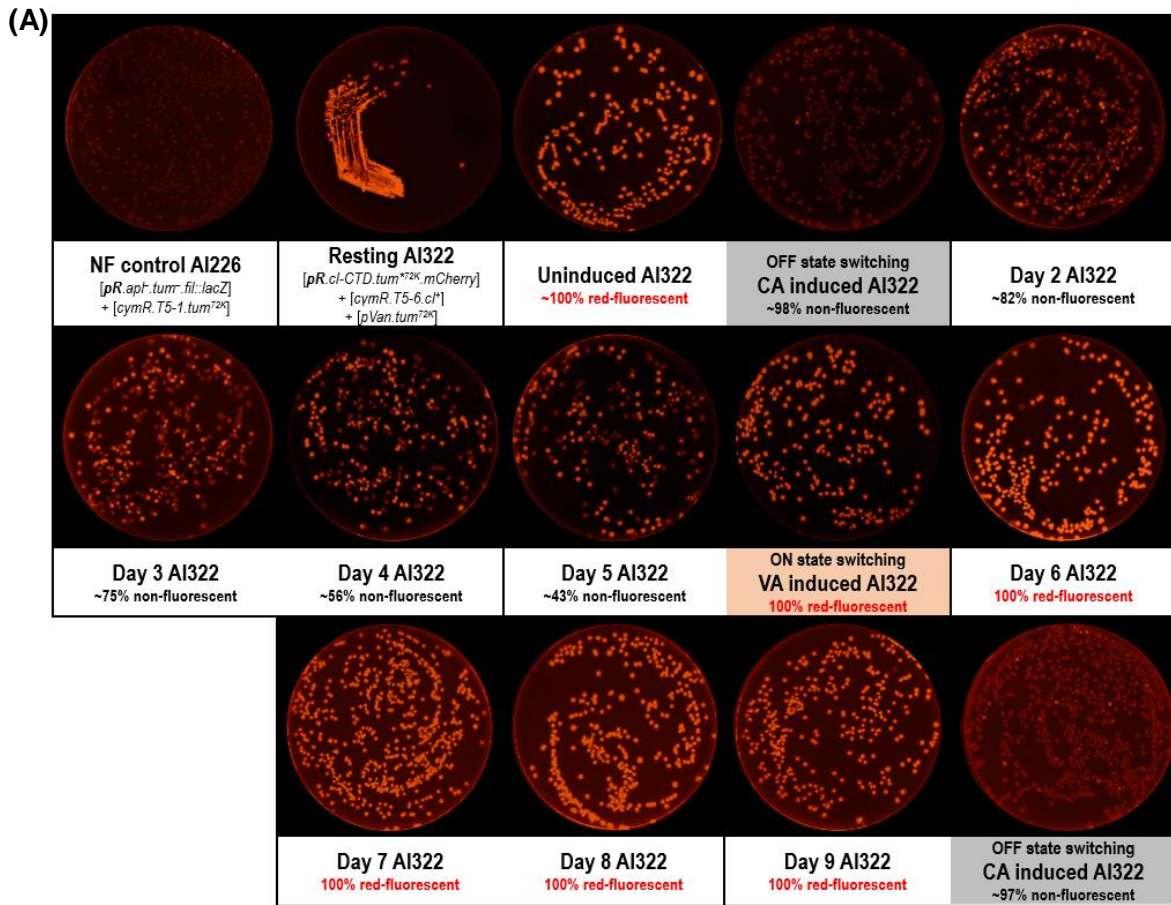 (A)
NF control AI226
[pR.apl⁻.tum⁻.fil::lacZ]
+ [cymR.T5-1.tum⁷²ᴷ]
Resting AI322
[pR.cI-CTD.tum*⁷²ᴷ.mCherry]
+ [cymR.T5-6.cI⁺]
+ [pVan.tum⁷²ᴷ]
Uninduced AI322
~100% red-fluorescent
OFF state switching
CA induced AI322
~98% non-fluorescent
Day 2 AI322
~82% non-fluorescent
Day 3 AI322
~75% non-fluorescent
Day 4 AI322
~56% non-fluorescent
Day 5 AI322
~43% non-fluorescent
ON state switching
VA induced AI322
100% red-fluorescent
Day 6 AI322
100% red-fluorescent
Day 7 AI322
100% red-fluorescent
Day 8 AI322
100% red-fluorescent
Day 9 AI322
100% red-fluorescent
OFF state switching
CA induced AI322
~97% non-fluorescent